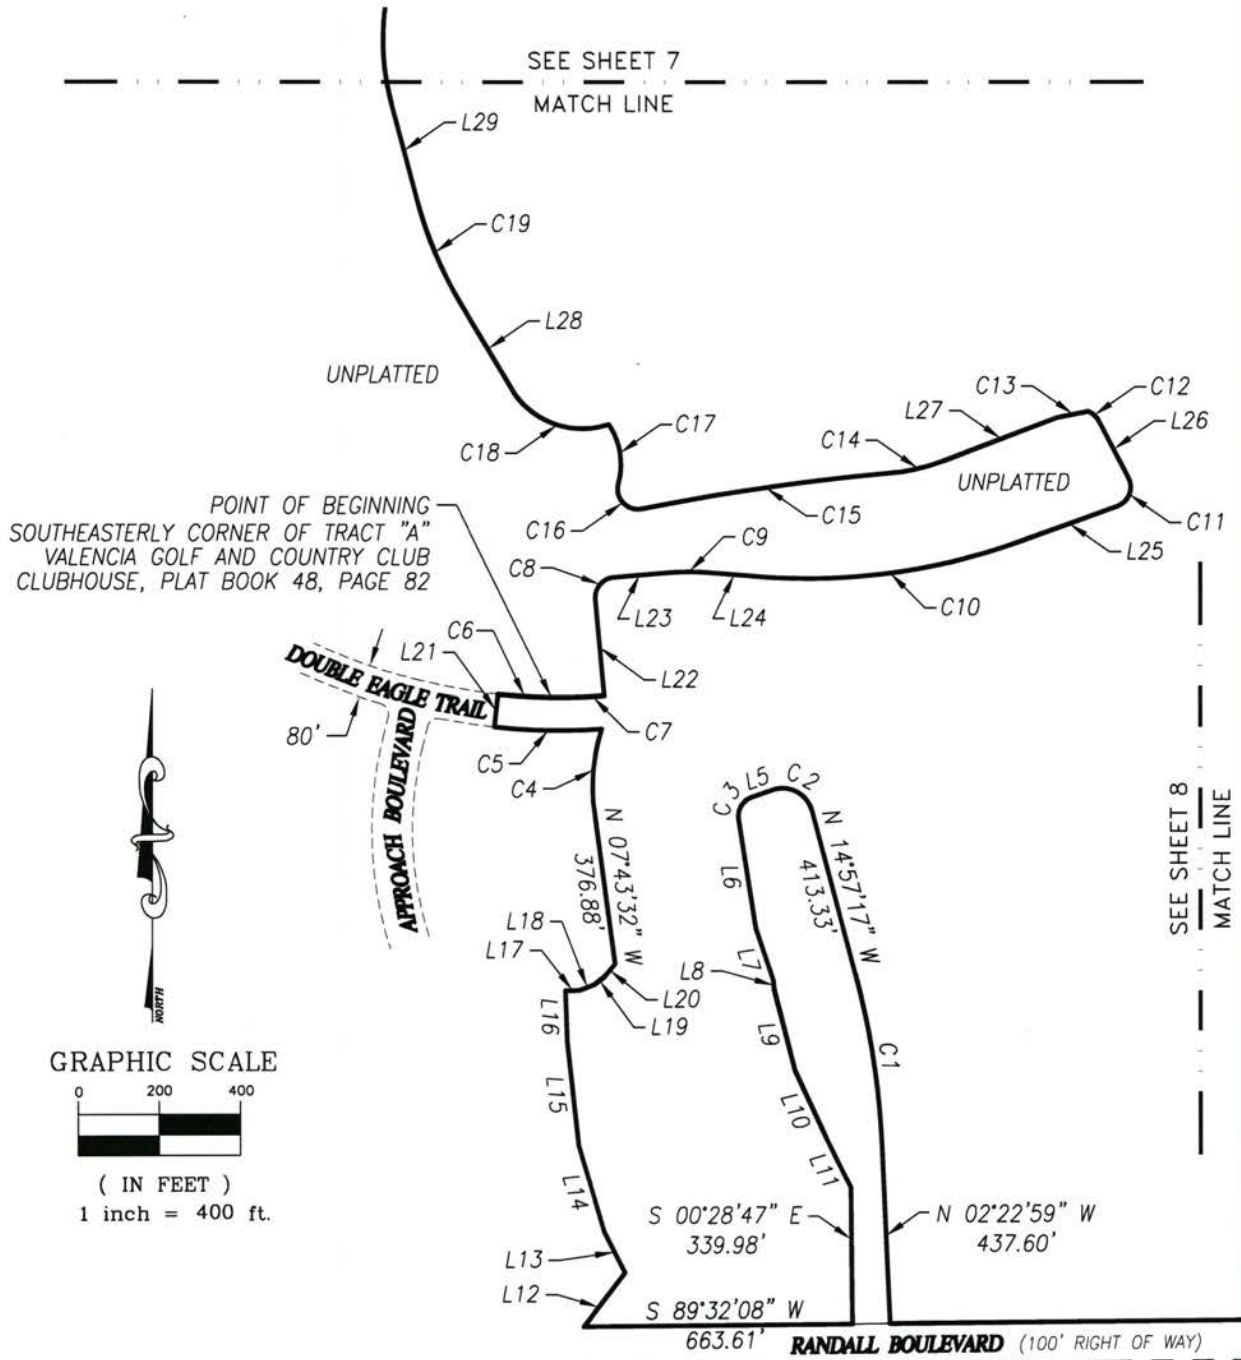 SEE SHEET 7
MATCH LINE
L29
C19
L28
UNPLATTED
C13
C12
L27
L26
C17
C14
C18
UNPLATTED
POINT OF BEGINNING
SOUTHEASTERLY CORNER OF TRACT "A"
VALENCIA GOLF AND COUNTRY CLUB
CLUBHOUSE, PLAT BOOK 48, PAGE 82
C16
C15
C11
L25
C9
C8
C10
L23
L24
C6
L21
L22
DOUBLE EAGLE TRAIL
80'
C7
C5
C4
APPROACH BOULEVARD
C3
L5
C2
N 07°43'32" W
376.88'
L6
N 14°57'17" W
413.33'
SEE SHEET 8
MATCH LINE
L18
L17
L7
L8
L20
L19
L16
L9
NORTH
C1
GRAPHIC SCALE
0 200 400
( IN FEET )
1 inch = 400 ft.
L15
L10
L11
L14
S 00°28'47" E
339.98'
N 02°22'59" W
437.60'
L13
L12
S 89°32'08" W
663.61'
RANDALL BOULEVARD (100' RIGHT OF WAY)